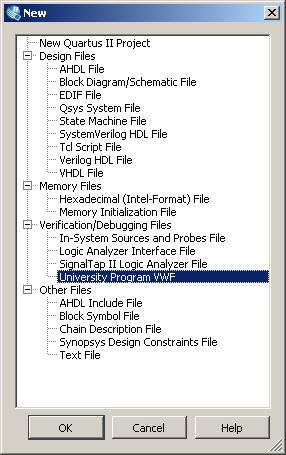 New
New Quartus II Project
Design Files
AHDL File
Block Diagram/Schematic File
EDIF File
Qsys System File
State Machine File
SystemVerilog HDL File
Tcl Script File
Verilog HDL File
VHDL File
Memory Files
Hexadecimal (Intel-Format) File
Memory Initialization File
Verification/Debugging Files
In-System Sources and Probes File
Logic Analyzer Interface File
SignalTap II Logic Analyzer File
University Program VWF
Other Files
AHDL Include File
Block Symbol File
Chain Description File
Synopsys Design Constraints File
Text File
OK Cancel Help